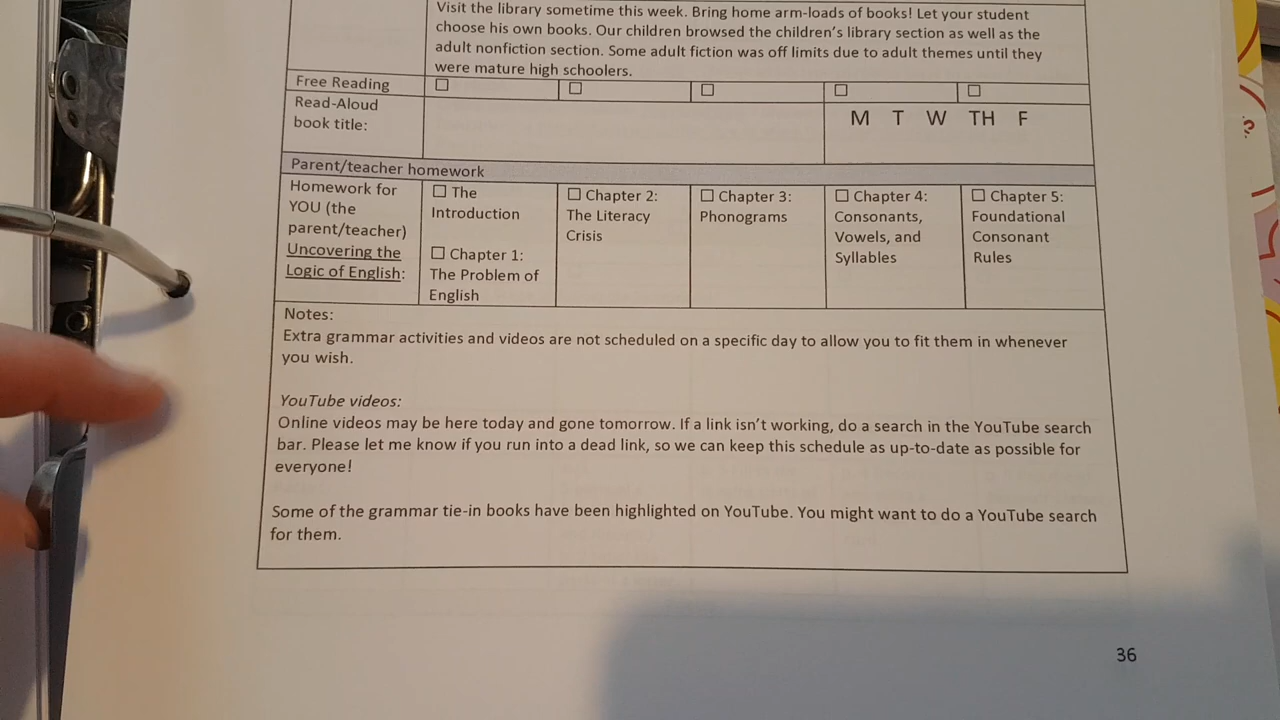 Visit the library sometime this week. Bring home arm-loads of books! Let your student
choose his own books. Our children browsed the children's library section as well as the
adult nonfiction section. Some adult fiction was off limits due to adult themes until they
were mature high schoolers.
Free Reading ☐ ☐ ☐ ☐ ☐
Read-Aloud
book title:
M T W TH F
Parent/teacher homework
Homework for
YOU (the
parent/teacher)
Uncovering the
Logic of English:
☐ The
Introduction
☐ Chapter 1:
The Problem of
English
☐ Chapter 2:
The Literacy
Crisis
☐ Chapter 3:
Phonograms
☐ Chapter 4:
Consonants,
Vowels, and
Syllables
☐ Chapter 5:
Foundational
Consonant
Rules
Notes:
Extra grammar activities and videos are not scheduled on a specific day to allow you to fit them in whenever
you wish.
YouTube videos:
Online videos may be here today and gone tomorrow. If a link isn't working, do a search in the YouTube search
bar. Please let me know if you run into a dead link, so we can keep this schedule as up-to-date as possible for
everyone!
Some of the grammar tie-in books have been highlighted on YouTube. You might want to do a YouTube search
for them.
36